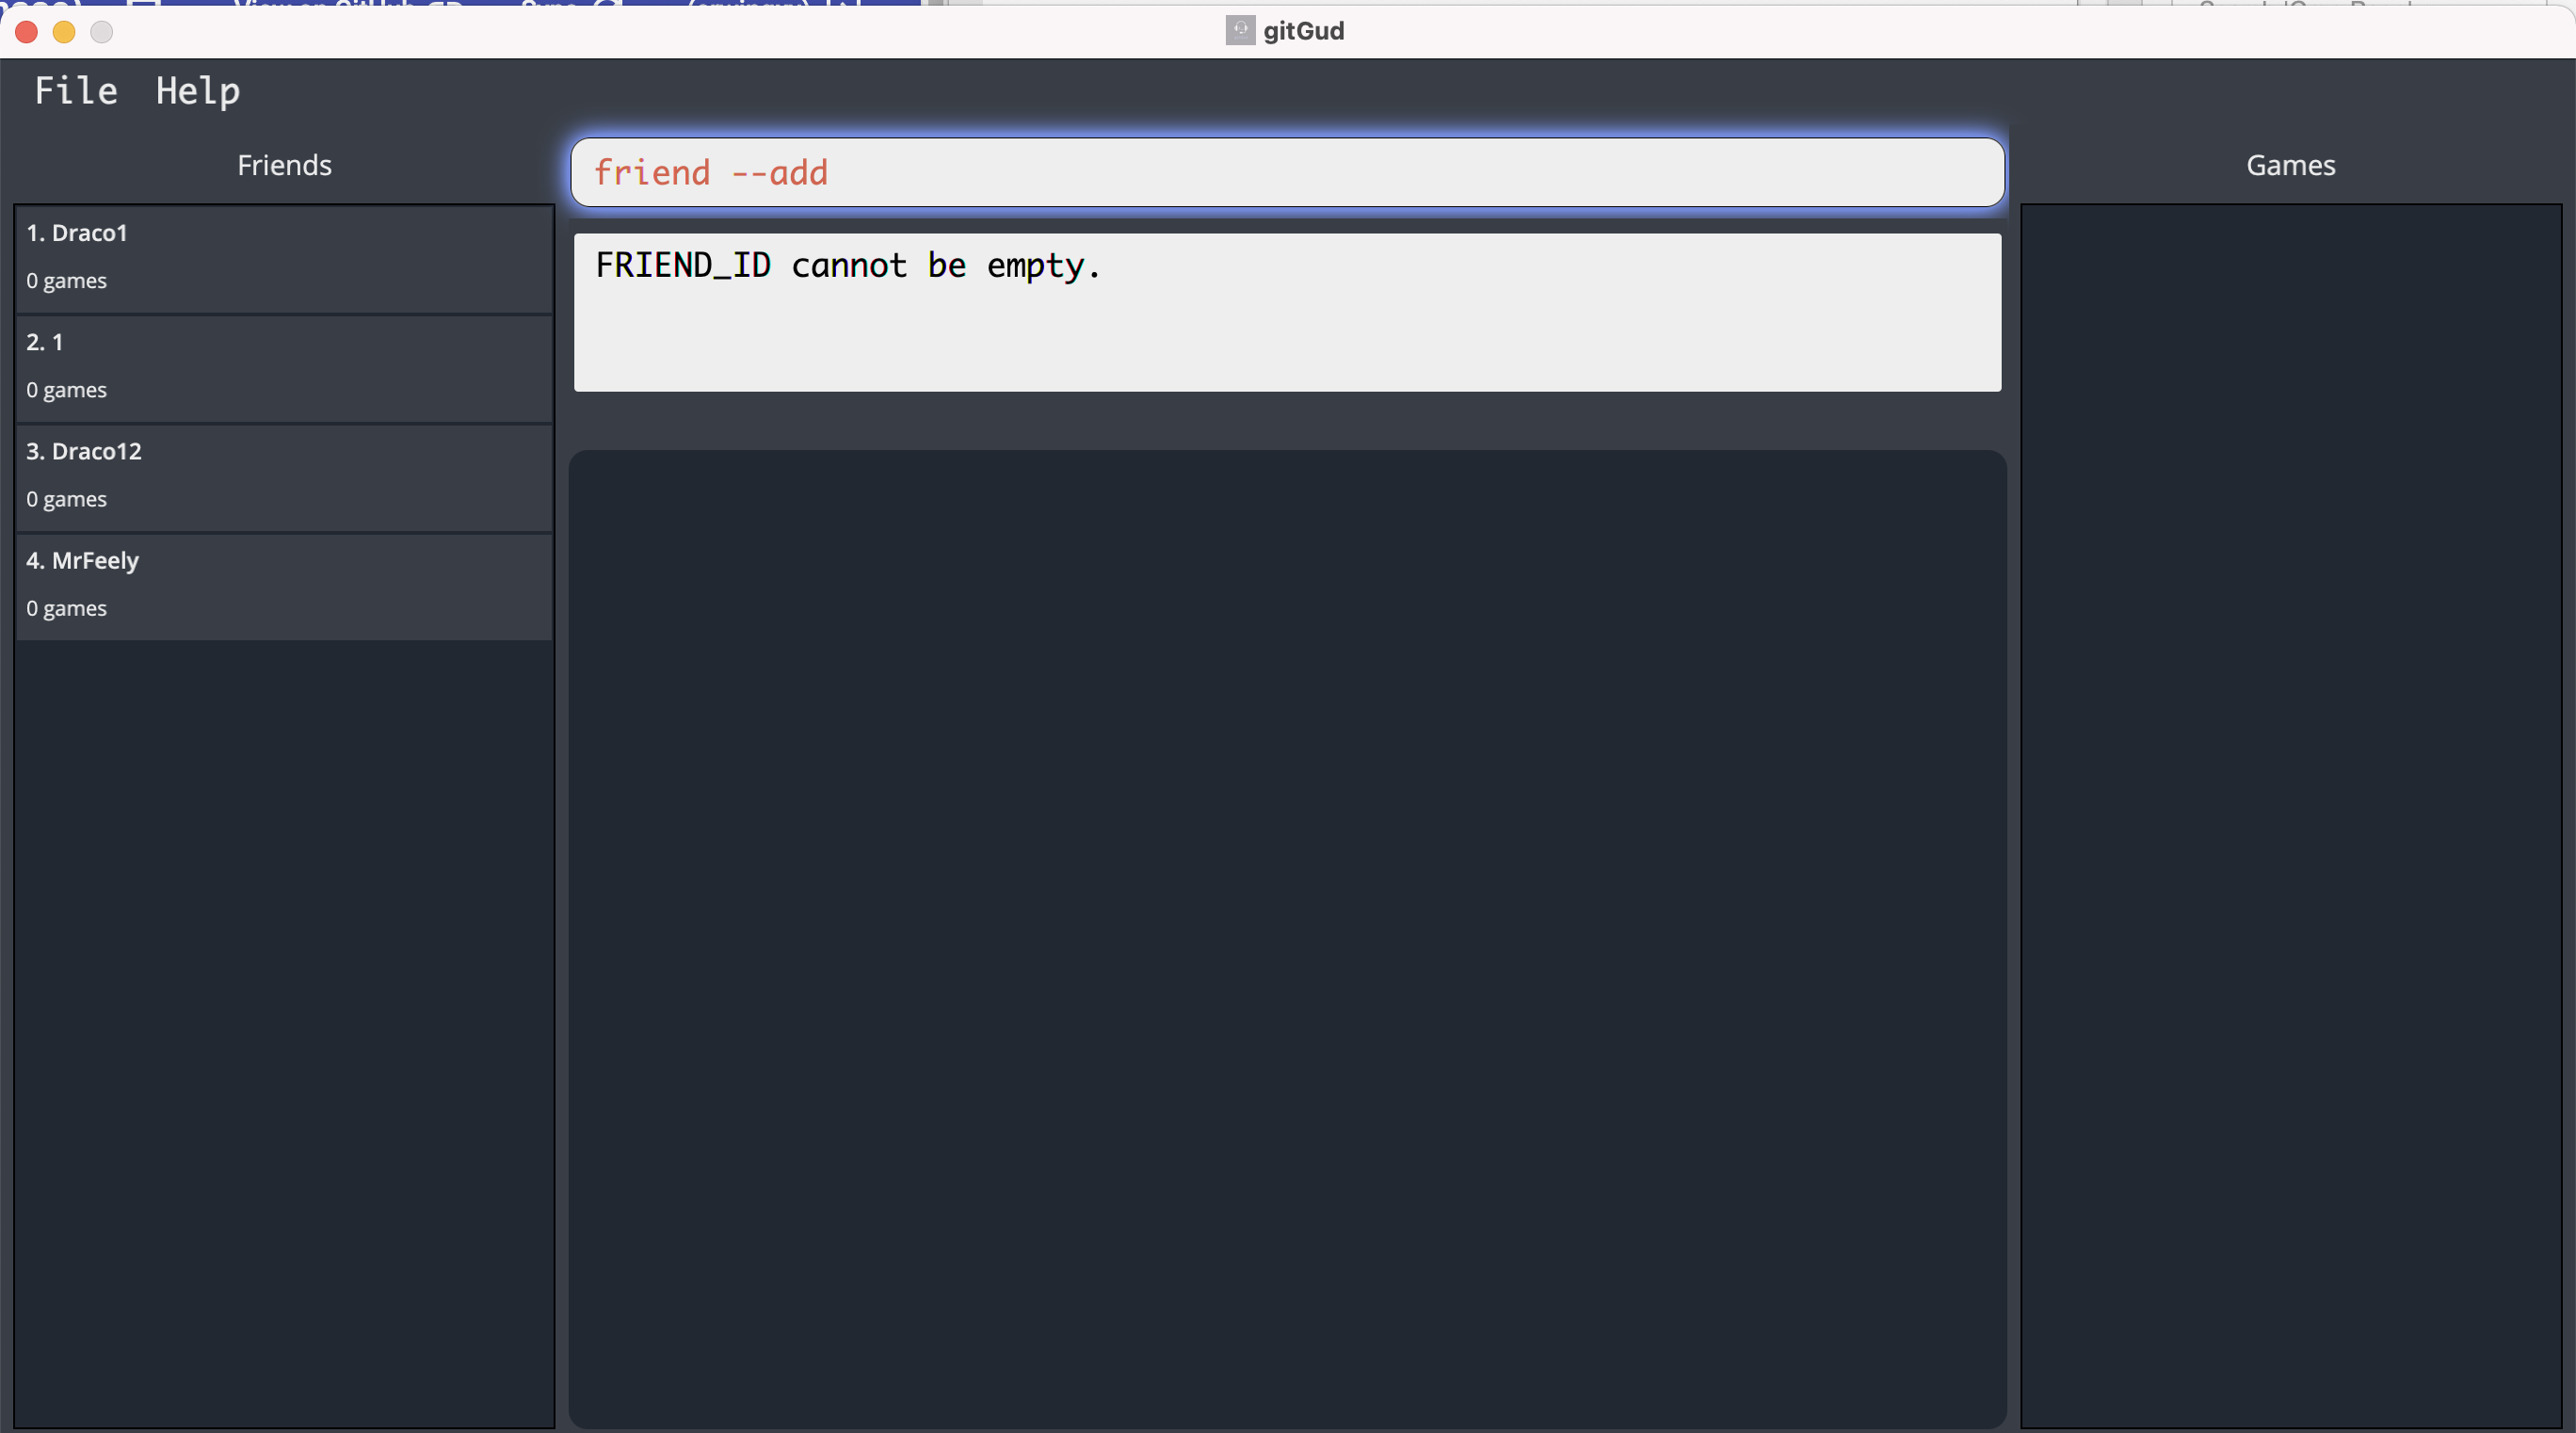 gitGud
File Help
Friends
friend --add
Games
FRIEND_ID cannot be empty.
1. Draco1
0 games
2. 1
0 games
3. Draco12
0 games
4. MrFeely
0 games